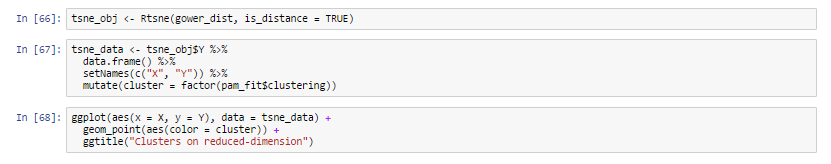 In [66]: tsne_obj <- Rtsne(gower_dist, is_distance = TRUE)
In [67]: tsne_data <- tsne_obj$Y %>%
data.frame() %>%
setNames(c("X", "Y")) %>%
mutate(cluster = factor(pam_fit$clustering))
In [68]: ggplot(aes(x = X, y = Y), data = tsne_data) +
geom_point(aes(color = cluster)) +
ggtitle("Clusters on reduced-dimension")